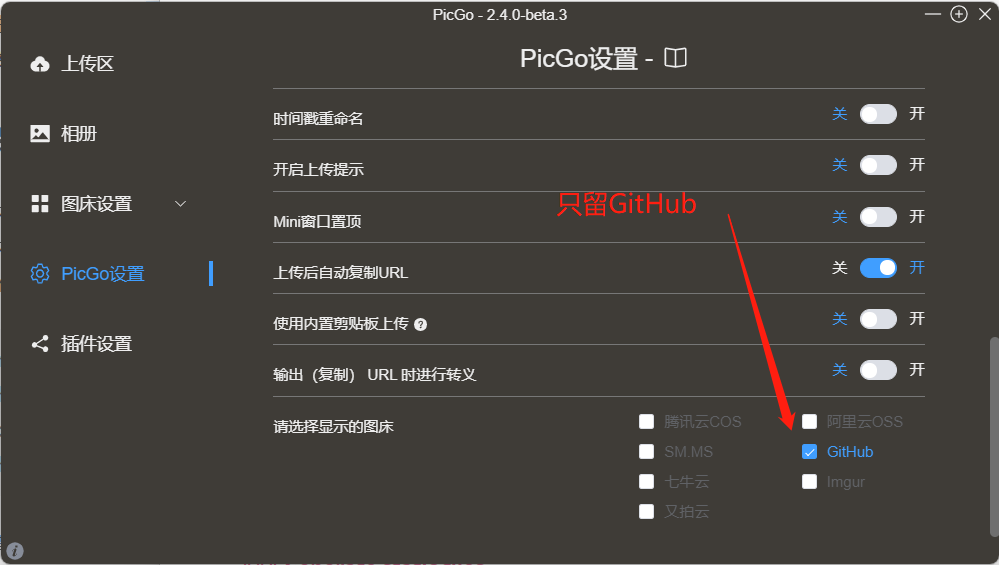 PicGo - 2.4.0-beta.3
上传区
相册
图床设置
PicGo设置
插件设置
PicGo设置 -
时间戳重命名 关 开
开启上传提示 关 开
只留GitHub
Mini窗口置顶 关 开
上传后自动复制URL 关 开
使用内置剪贴板上传 ? 关 开
输出（复制） URL 时进行转义 关 开
请选择显示的图床
腾讯云COS 阿里云OSS
SM.MS GitHub
七牛云 Imgur
又拍云